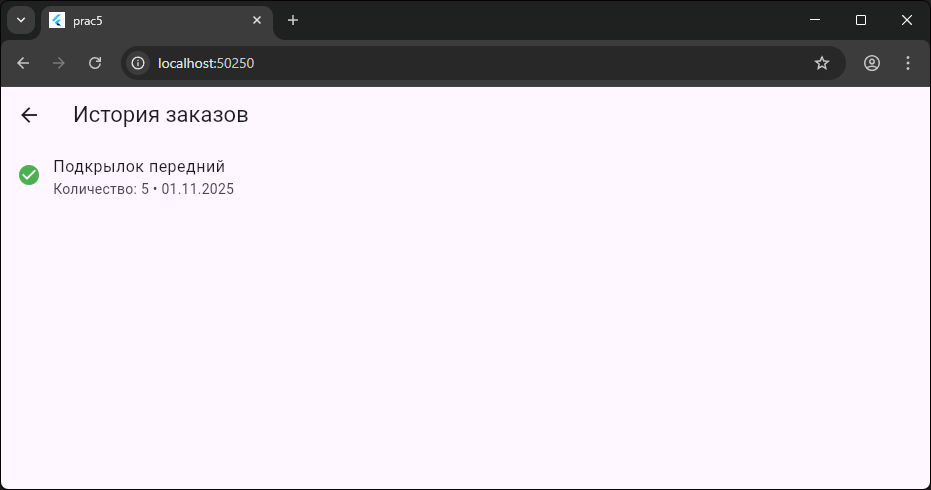 prac5
localhost:50250
История заказов
Подкрылок передний
Количество: 5 • 01.11.2025